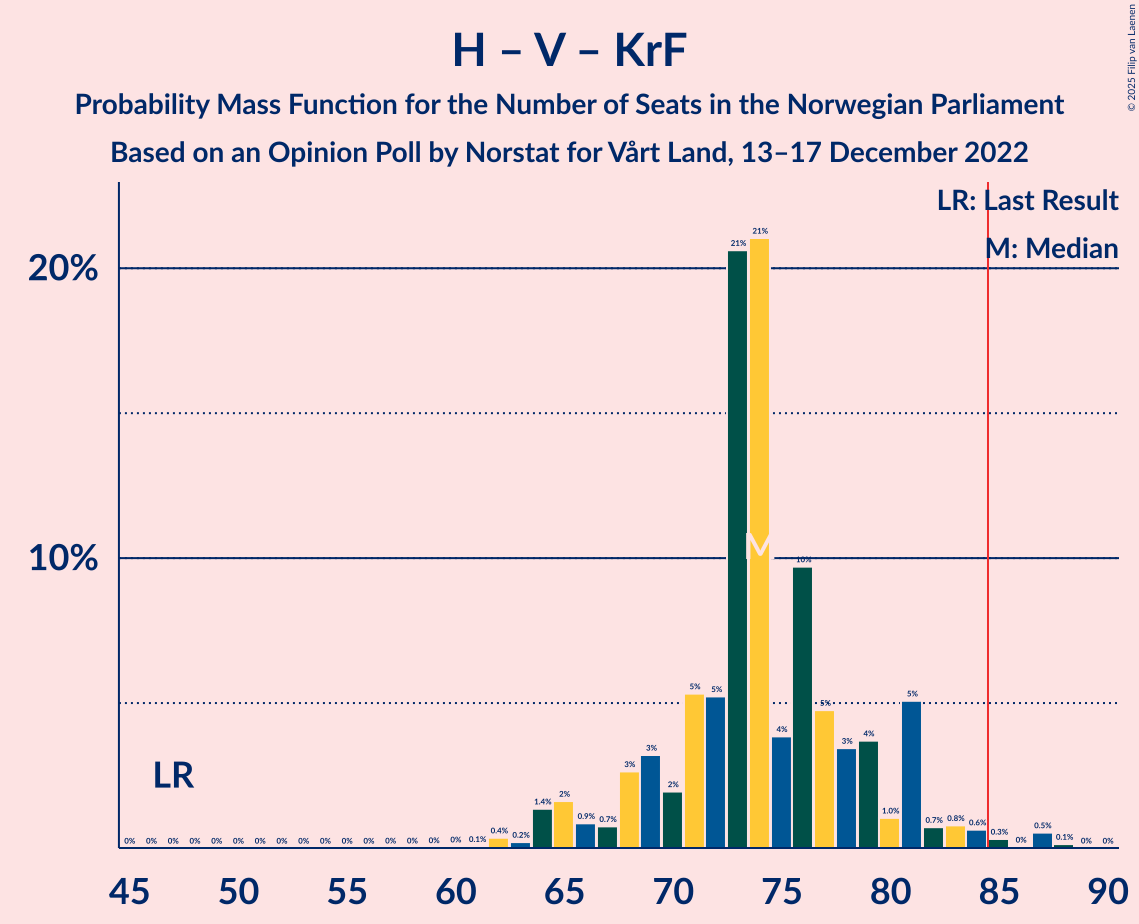 H – V – KrF
Probability Mass Function for the Number of Seats in the Norwegian Parliament
Based on an Opinion Poll by Norstat for Vårt Land, 13–17 December 2022
© 2025 Filip van Laenen
LR: Last Result
M: Median
20%
10%
LR
M
0% 0% 0% 0% 0% 0% 0% 0% 0% 0% 0% 0% 0% 0% 0% 0% 0.1% 0.4% 0.2% 1.4% 2% 0.9% 0.7% 3% 3% 2% 5% 5% 21% 21% 4% 10% 5% 3% 4% 1.0% 5% 0.7% 0.8% 0.6% 0.3% 0% 0.5% 0.1% 0% 0%
45 50 55 60 65 70 75 80 85 90